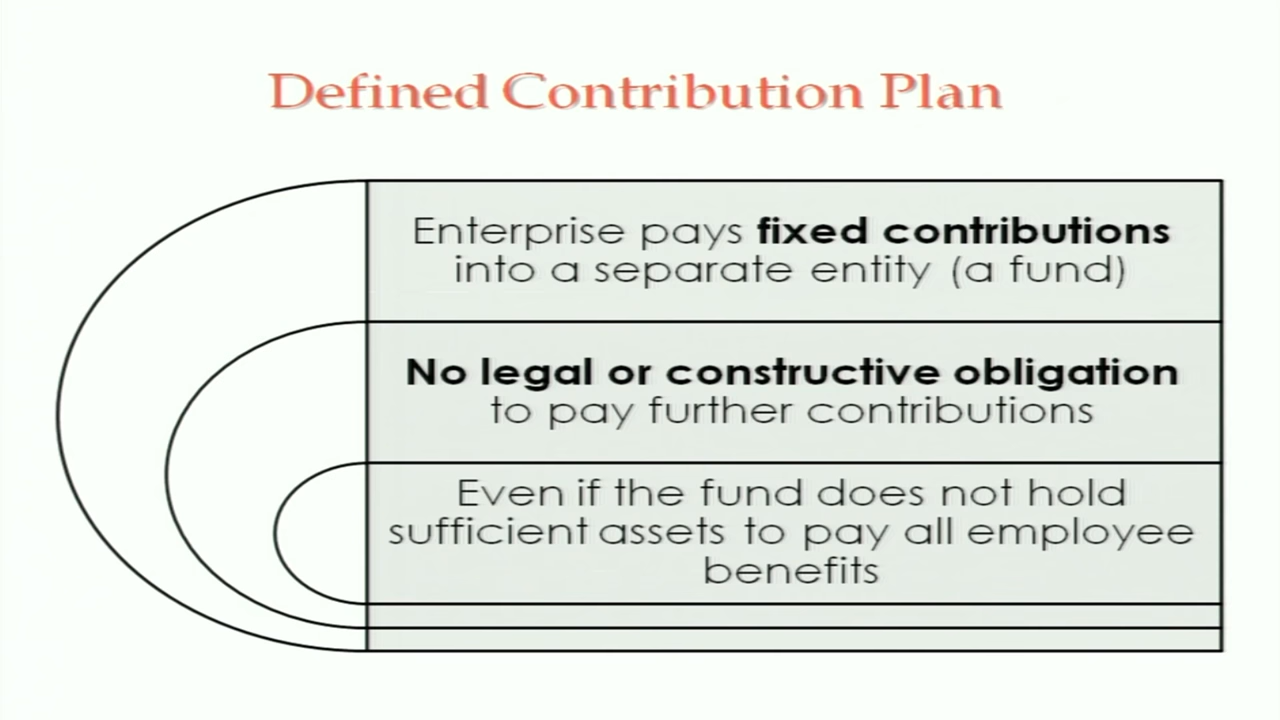 Defined Contribution Plan
Enterprise pays fixed contributions
into a separate entity (a fund)
No legal or constructive obligation
to pay further contributions
Even if the fund does not hold
sufficient assets to pay all employee
benefits